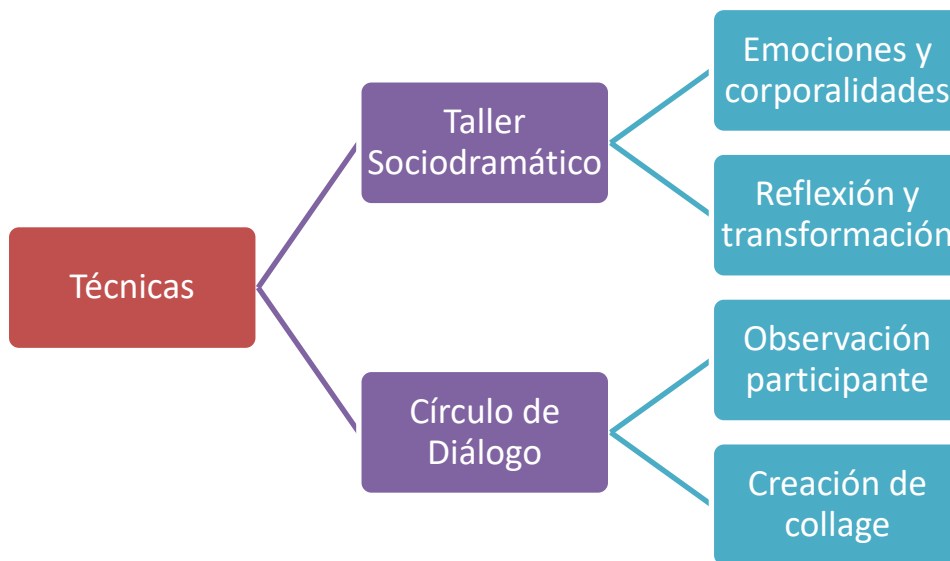 Técnicas
Taller
Sociodramático
Emociones y
corporalidades
Reflexión y
transformación
Círculo de
Diálogo
Observación
participante
Creación de
collage